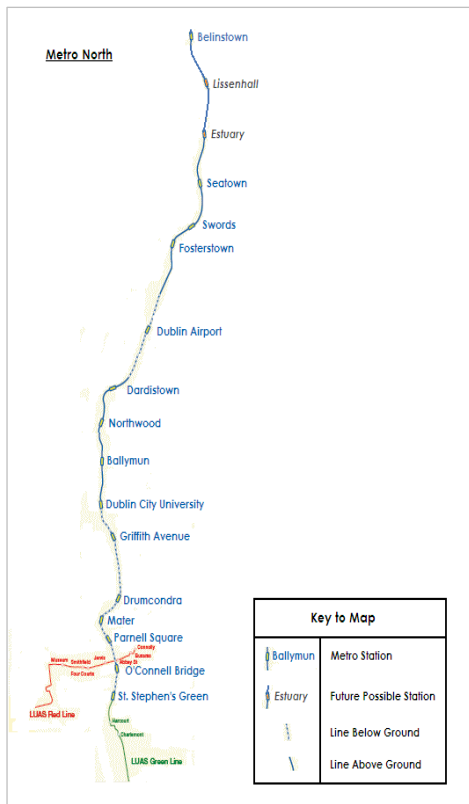 Metro North
Belinstown
Lissenhall
Estuary
Seatown
Swords
Fosterstown
Dublin Airport
Dardistown
Northwood
Ballymun
Dublin City University
Griffith Avenue
Drumcondra
Mater
Parnell Square
Connolly
Busaras
Abbey St
Jervis
Smithfield
Museum
Four Courts
O'Connell Bridge
St. Stephen's Green
LUAS Red Line
Harcourt
Charlemont
LUAS Green Line
Key to Map
Ballymun Metro Station
Estuary Future Possible Station
Line Below Ground
Line Above Ground